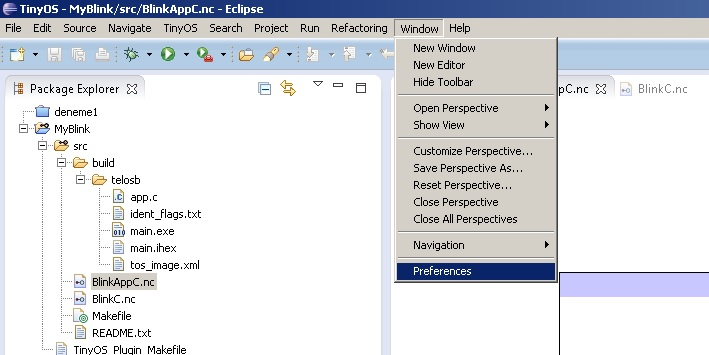 TinyOS - MyBlink/src/BlinkAppC.nc - Eclipse
File Edit Source Navigate TinyOS Search Project Run Refactoring Window Help
Package Explorer
deneme1
MyBlink
src
build
telosb
app.c
ident_flags.txt
main.exe
main.ihex
tos_image.xml
BlinkAppC.nc
BlinkC.nc
Makefile
README.txt
TinyOS_Plugin_Makefile
New Window
New Editor
Hide Toolbar
Open Perspective
Show View
Customize Perspective...
Save Perspective As...
Reset Perspective...
Close Perspective
Close All Perspectives
Navigation
Preferences
pC.nc
BlinkC.nc